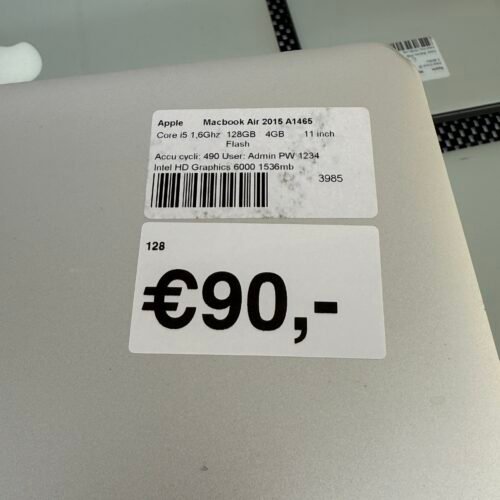 Apple Macbook Air 2015 A1465
Core i5 1,6Ghz 128GB 4GB 11 inch
Flash
Accu cycli: 490 User: Admin PW 1234
Intel HD Graphics 6000 1536mb
3985
128
€90,-